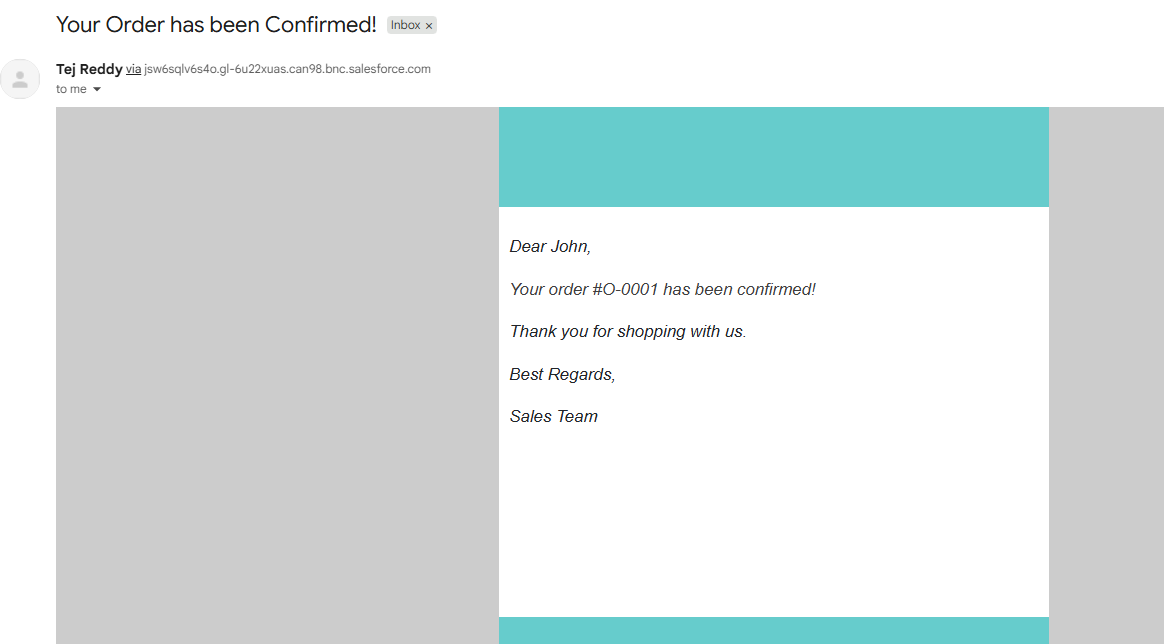 Your Order has been Confirmed! Inbox ×
Tej Reddy via jsw6sqlv6s4o.gl-6u22xuas.can98.bnc.salesforce.com
to me
Dear John,
Your order #O-0001 has been confirmed!
Thank you for shopping with us.
Best Regards,
Sales Team